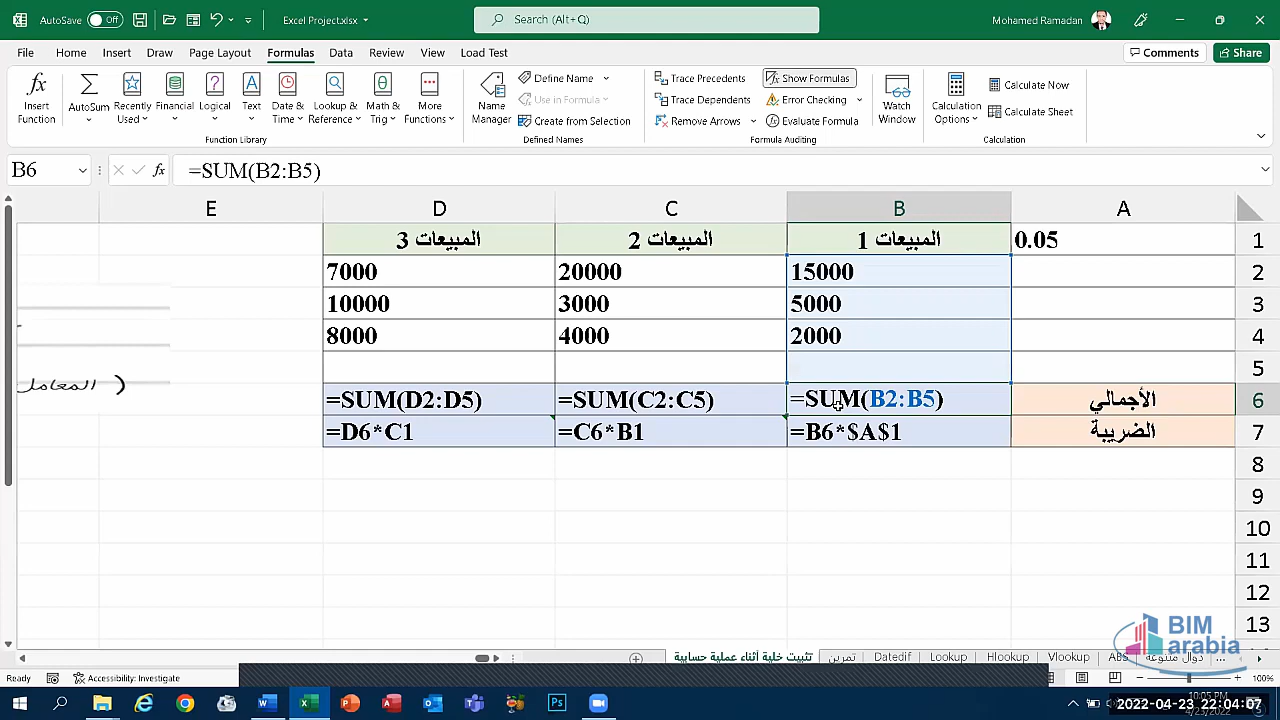 AutoSave Off Excel Project.xlsx Search (Alt+Q) Mohamed Ramadan
File Home Insert Draw Page Layout Formulas Data Review View Load Test Comments Share
Insert Function
AutoSum
Recently Used
Financial
Logical
Text
Date & Time
Lookup & Reference
Math & Trig
More Functions
Function Library
Name Manager
Define Name
Use in Formula
Create from Selection
Defined Names
Trace Precedents
Trace Dependents
Remove Arrows
Show Formulas
Error Checking
Evaluate Formula
Formula Auditing
Watch Window
Calculation Options
Calculate Now
Calculate Sheet
Calculation
B6 fx =SUM(B2:B5)
E D C B A
المبيعات 3 المبيعات 2 المبيعات 1 0.05 1
7000 20000 15000 2
10000 3000 5000 3
8000 4000 2000 4
5
المعامل )
=SUM(D2:D5) =SUM(C2:C5) =SUM(B2:B5) الأجمالي 6
=D6*C1 =C6*B1 =B6*$A$1 الضريبة 7
8
9
10
11
12
13
BIM
arabia
تثبيت خلية أثناء عملية حسابية تمرين Datedif Lookup Hlookup Vlookup ABS دوال متنوعة ...
Ready Accessibility: Investigate 100%
10:05 PM
2022-04-23 22:04:07
4/23/2022